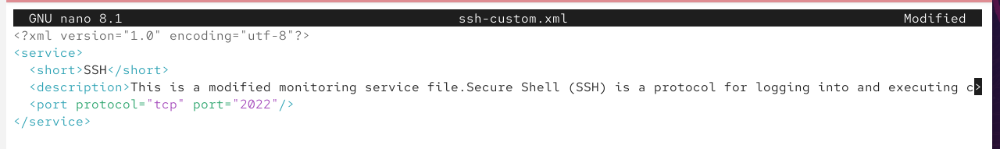 GNU nano 8.1 ssh-custom.xml Modified
<?xml version="1.0" encoding="utf-8"?>
<service>
  <short>SSH</short>
  <description>This is a modified monitoring service file.Secure Shell (SSH) is a protocol for logging into and executing c>
  <port protocol="tcp" port="2022"/>
</service>